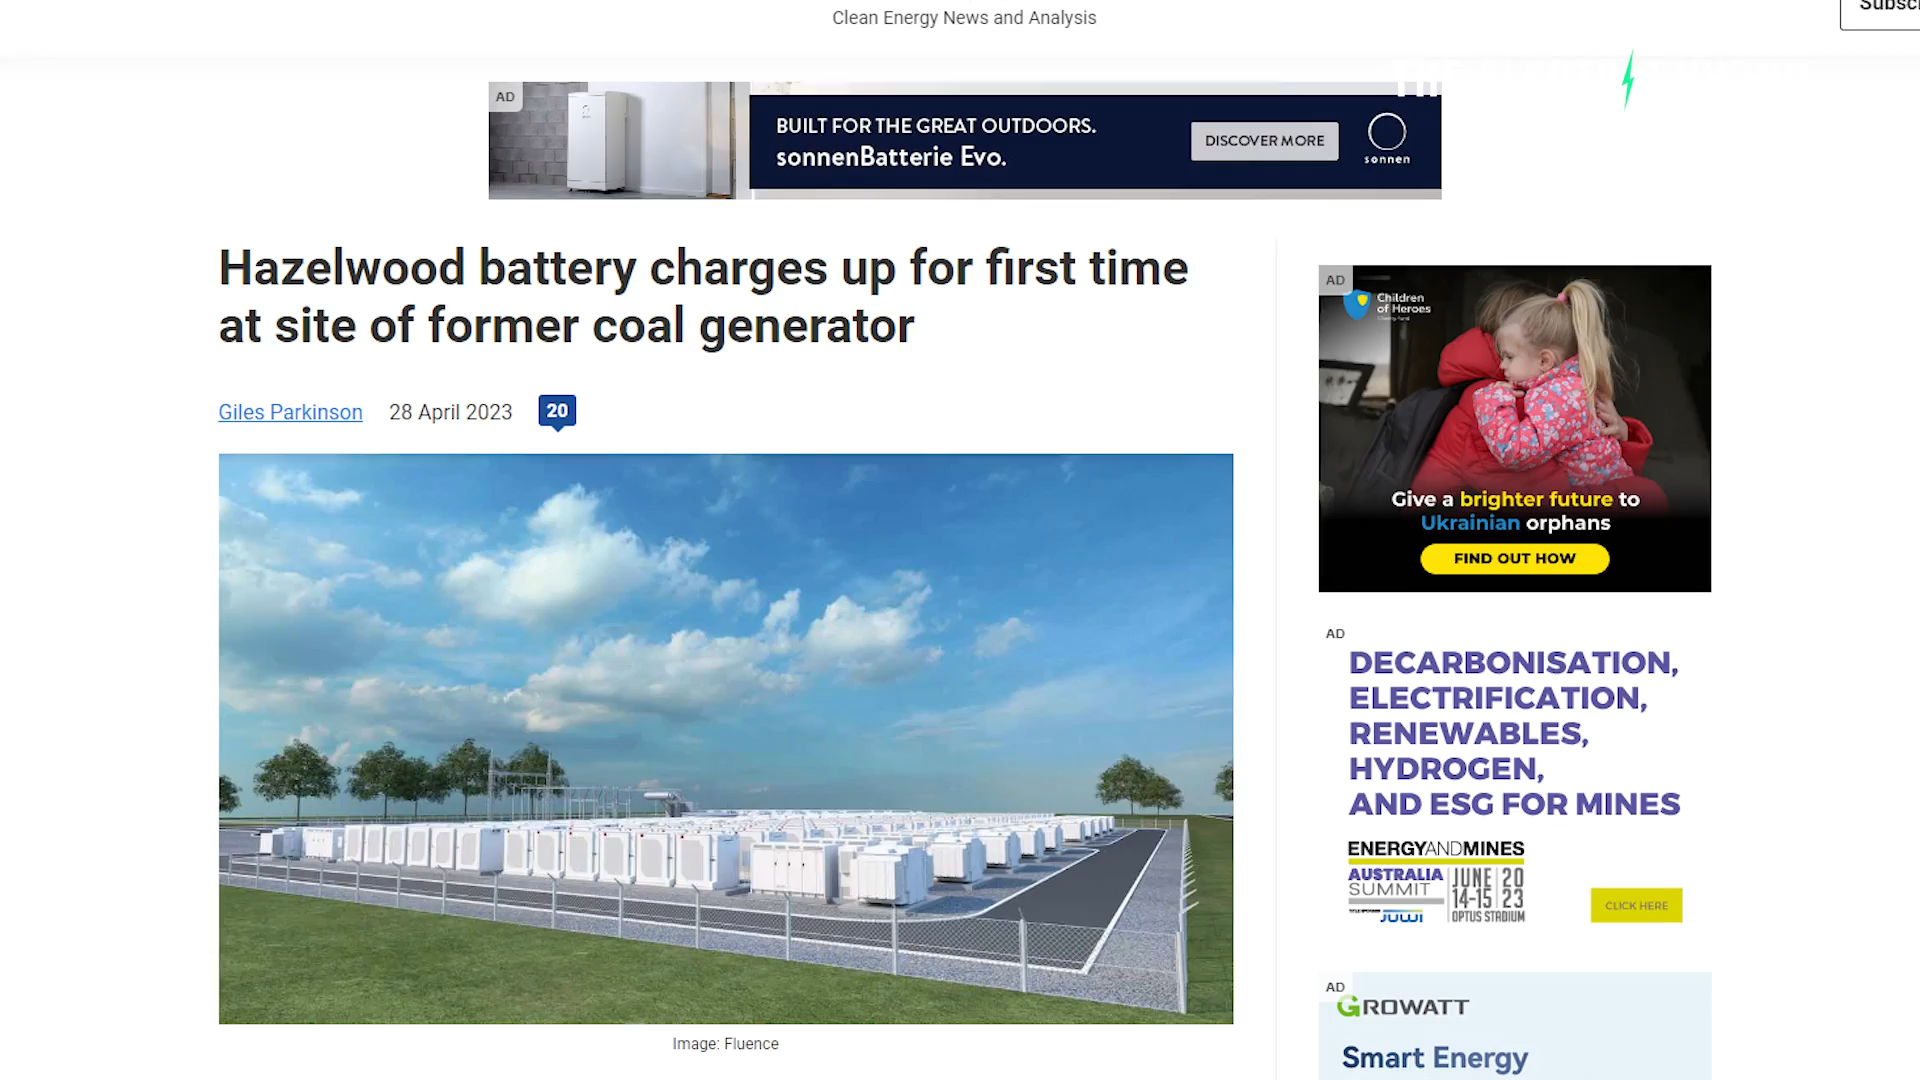 Clean Energy News and Analysis
AD
BUILT FOR THE GREAT OUTDOORS.
sonnenBatterie Evo.
DISCOVER MORE
sonnen
Hazelwood battery charges up for first time
at site of former coal generator
Giles Parkinson 28 April 2023 20
Image: Fluence
AD
Children
of Heroes
Give a brighter future to
Ukrainian orphans
FIND OUT HOW
AD
DECARBONISATION,
ELECTRIFICATION,
RENEWABLES,
HYDROGEN,
AND ESG FOR MINES
ENERGYANDMINES
AUSTRALIA
SUMMIT
JUNE 20
14-15 23
OPTUS STADIUM
juwi
CLICK HERE
AD
GROWATT
Smart Energy